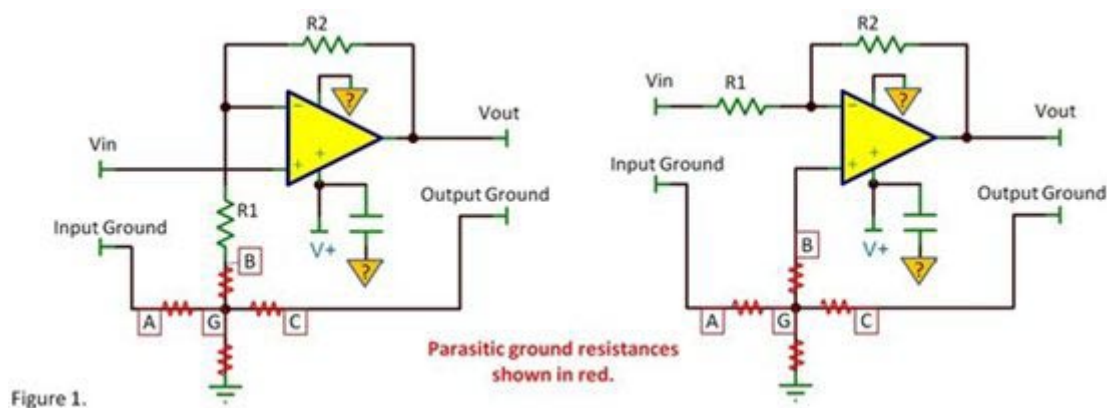 R2
?
Vin
Vout
R1
Input Ground
Output Ground
V+
?
B
A
G
C
R2
?
Vin
R1
Vout
Input Ground
Output Ground
V+
?
B
A
G
C
Parasitic ground resistances
shown in red.
Figure 1.